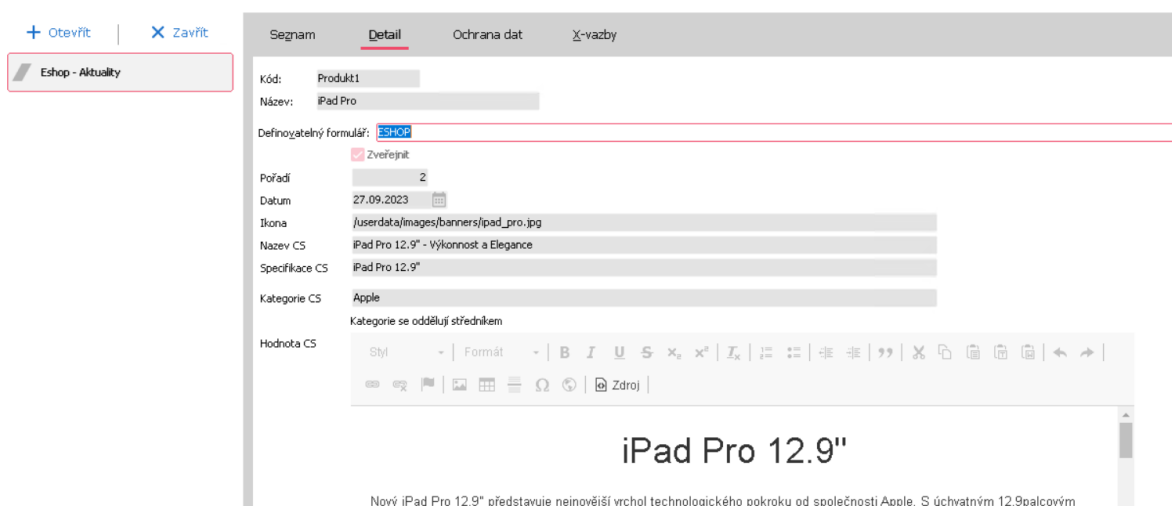 Otevřít
Zavřít
Seznam
Detail
Ochrana dat
X-vazby
Eshop - Aktuality
Kód: Produkt1
Název: iPad Pro
Definovatelný formulář: ESHOP
Zveřejnit
Pořadí 2
Datum 27.09.2023
Ikona /userdata/images/banners/ipad_pro.jpg
Nazev CS iPad Pro 12.9" - Výkonnost a Elegance
Specifikace CS iPad Pro 12.9"
Kategorie CS Apple
Kategorie se oddělují středníkem
Hodnota CS
Styl Formát B I U S x₂ x² Tx
Ω Zdroj
iPad Pro 12.9"
Nový iPad Pro 12.9" představuje nejnovější vrchol technologického pokroku od společnosti Apple. S úchvatným 12.9palcovým